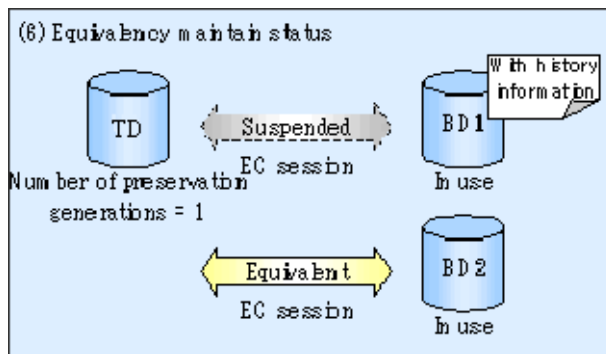 (6) Equivalency maintain status
With history
information
TD
Suspended
BD1
EC session
In use
Number of preservation
generations = 1
Equivalent
BD2
EC session
In use